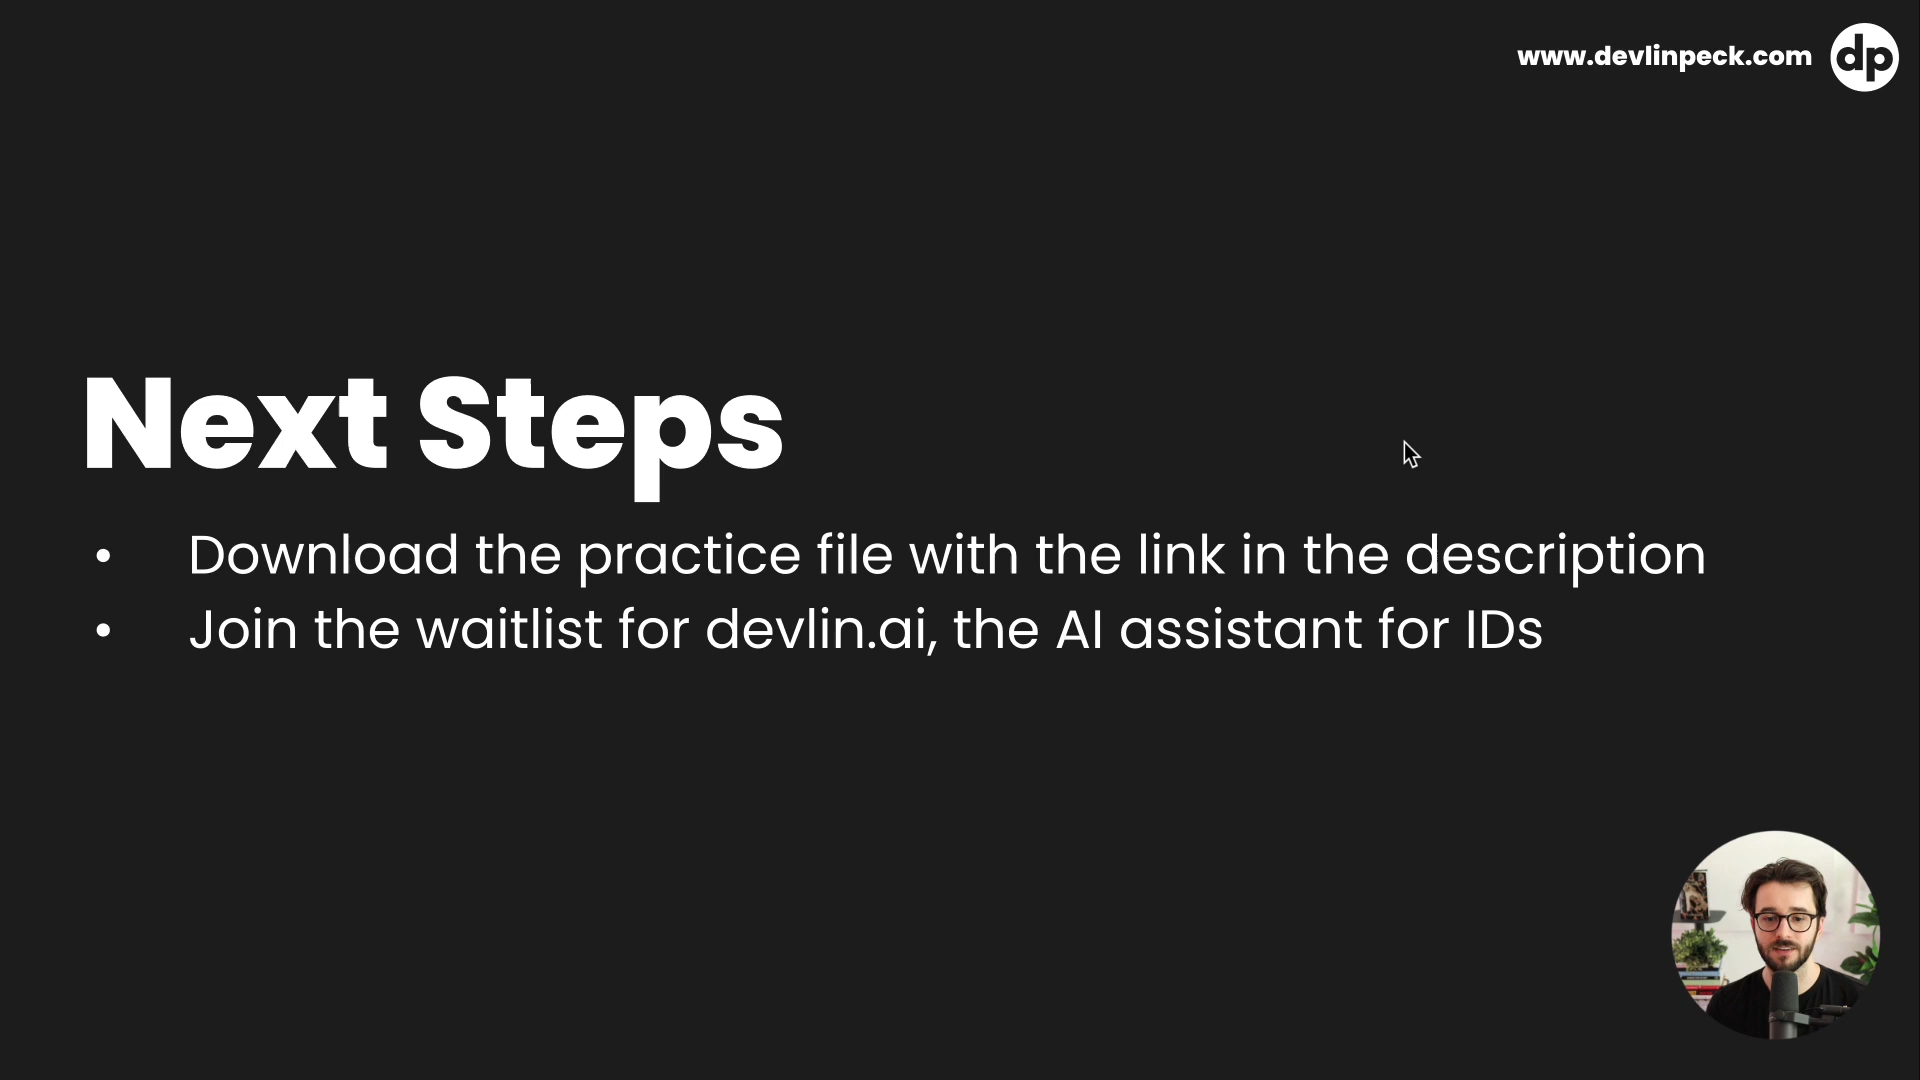 www.devlinpeck.com dp
Next Steps
• Download the practice file with the link in the description
• Join the waitlist for devlin.ai, the AI assistant for IDs